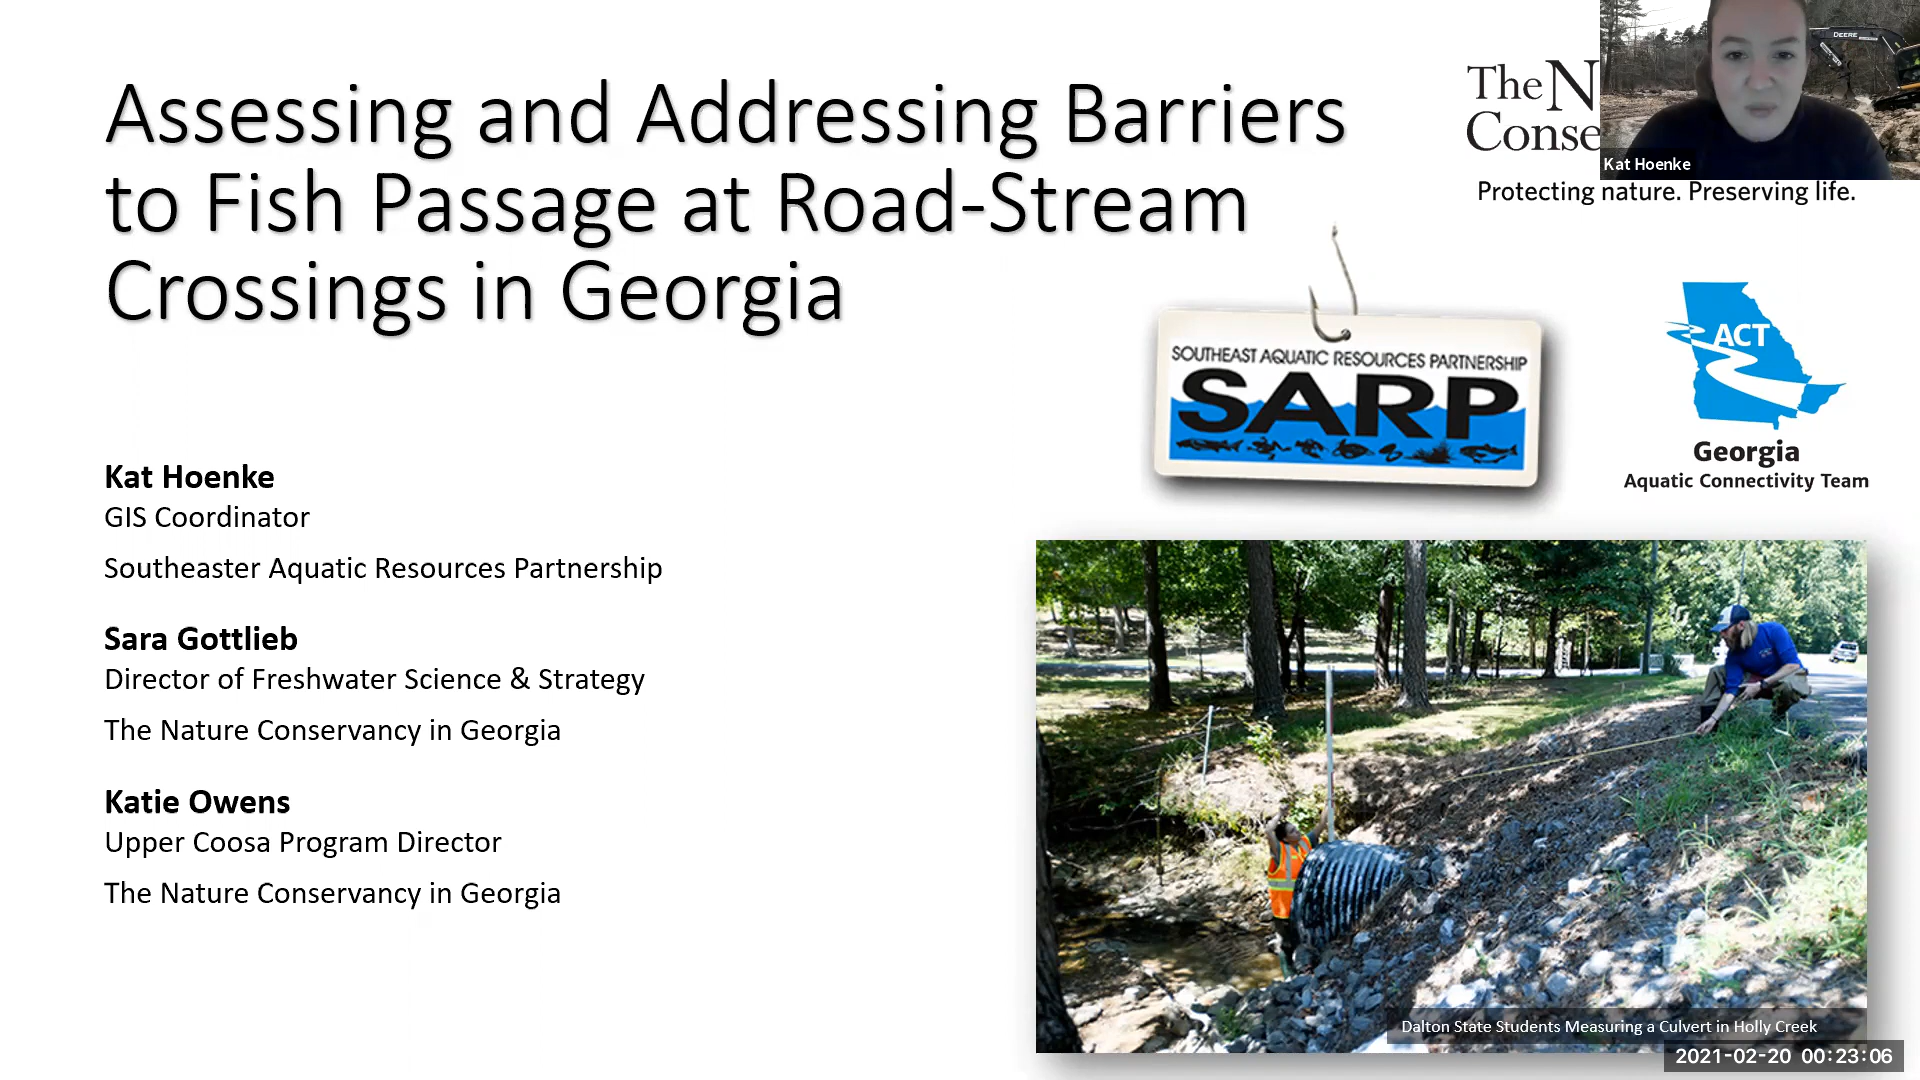 Assessing and Addressing Barriers
to Fish Passage at Road-Stream
Crossings in Georgia
The N
Conse
Protecting nature. Preserving life.
DEERE
Kat Hoenke
SOUTHEAST AQUATIC RESOURCES PARTNERSHIP
SARP
ACT
Georgia
Aquatic Connectivity Team
Kat Hoenke
GIS Coordinator
Southeaster Aquatic Resources Partnership
Sara Gottlieb
Director of Freshwater Science & Strategy
The Nature Conservancy in Georgia
Katie Owens
Upper Coosa Program Director
The Nature Conservancy in Georgia
Dalton State Students Measuring a Culvert in Holly Creek
2021-02-20 00:23:06